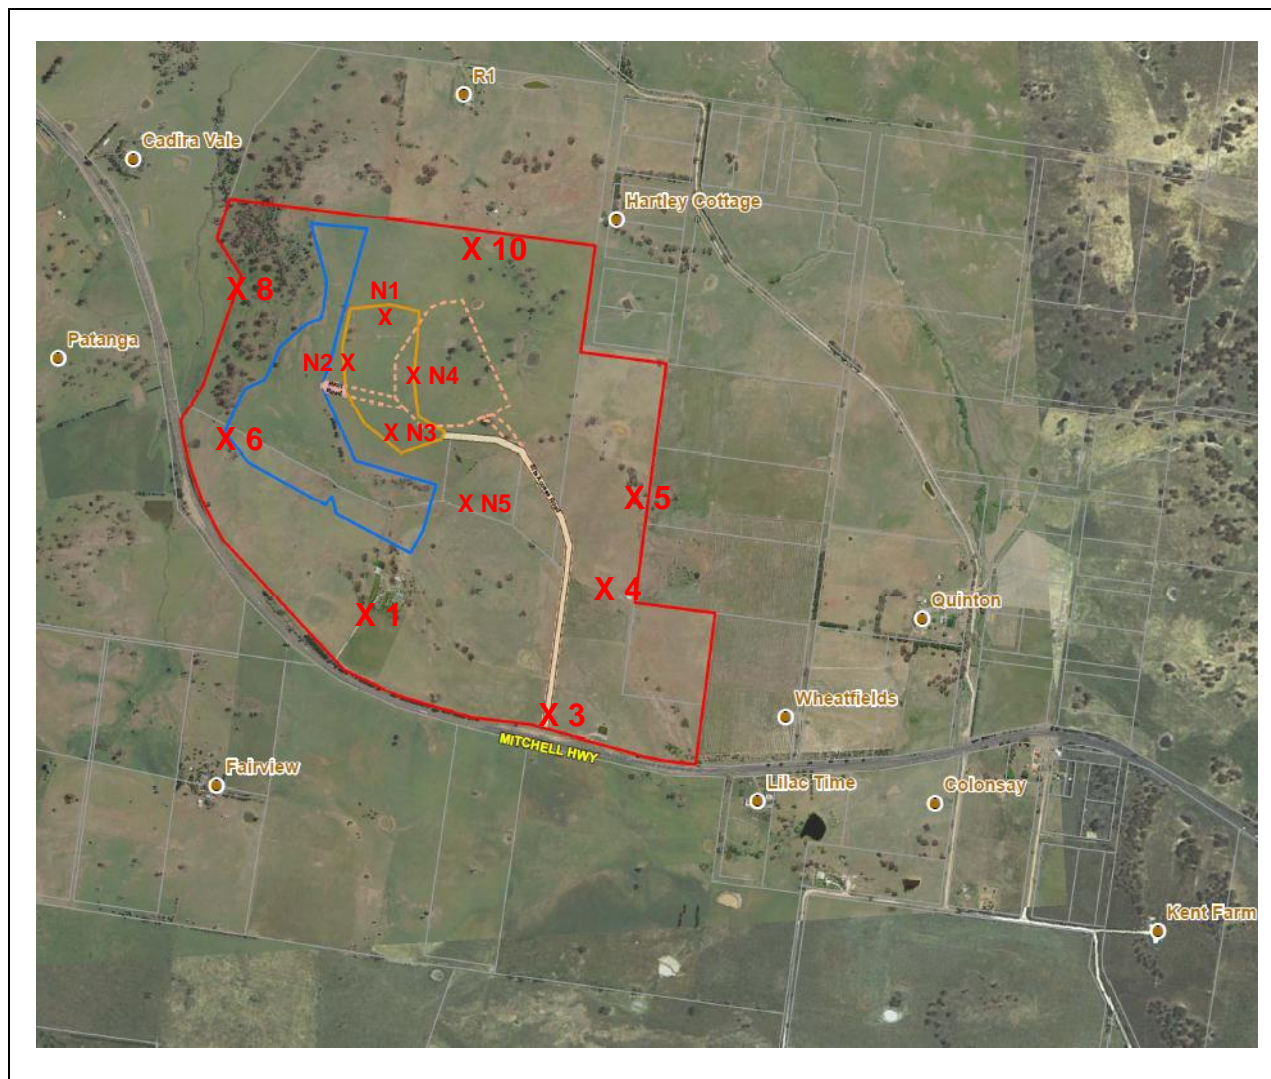 R1
Cadira Vale
Hartley Cottage
X 10
X 8
N1
X
Patanga
N2 X
X N4
X N3
X 6
X 5
X N5
X 4
Quinton
X 1
X 3
Wheatfields
MITCHELL HWY
Fairview
Lilac Time
Colonsay
Kent Farm